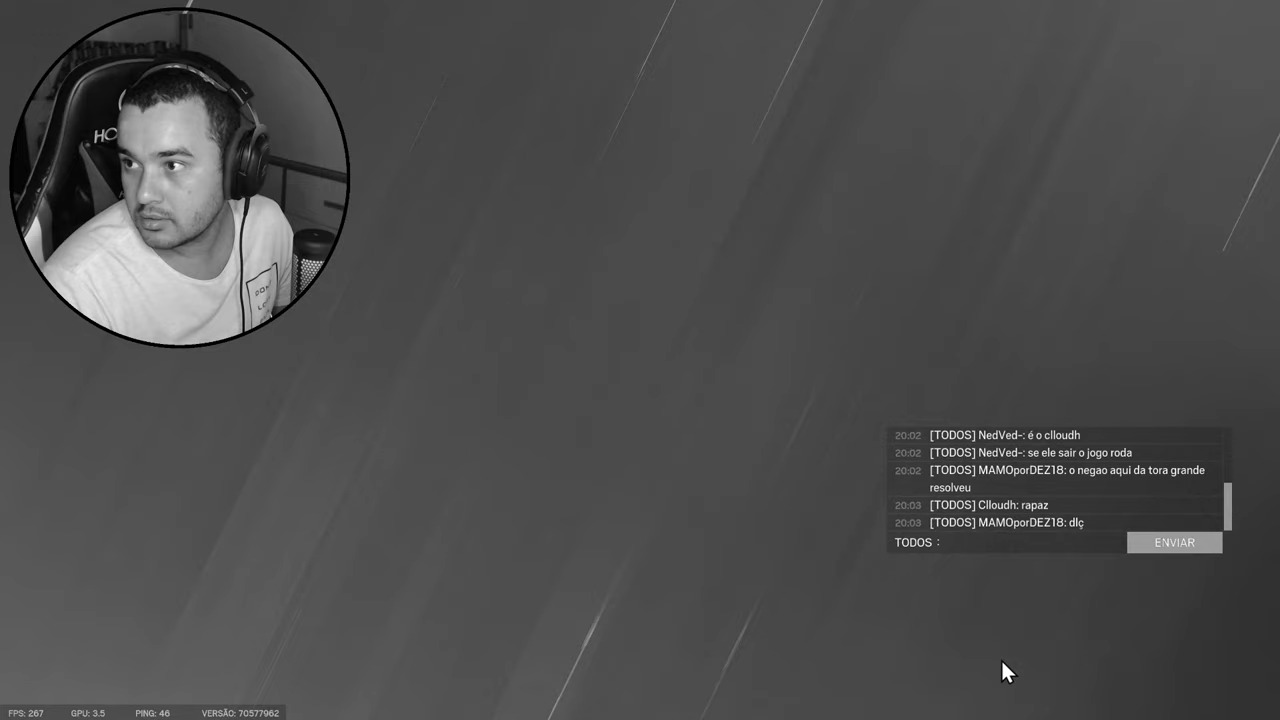 HO
DON'
20:02 [TODOS] NedVed-: é o clloudh
20:02 [TODOS] NedVed-: se ele sair o jogo roda
20:02 [TODOS] MAMOporDEZ18: o negao aqui da tora grande
resolveu
20:03 [TODOS] Clloudh: rapaz
20:03 [TODOS] MAMOporDEZ18: dlç
TODOS : ENVIAR
FPS: 267 GPU: 3.5 PING: 46 VERSÃO: 70577962